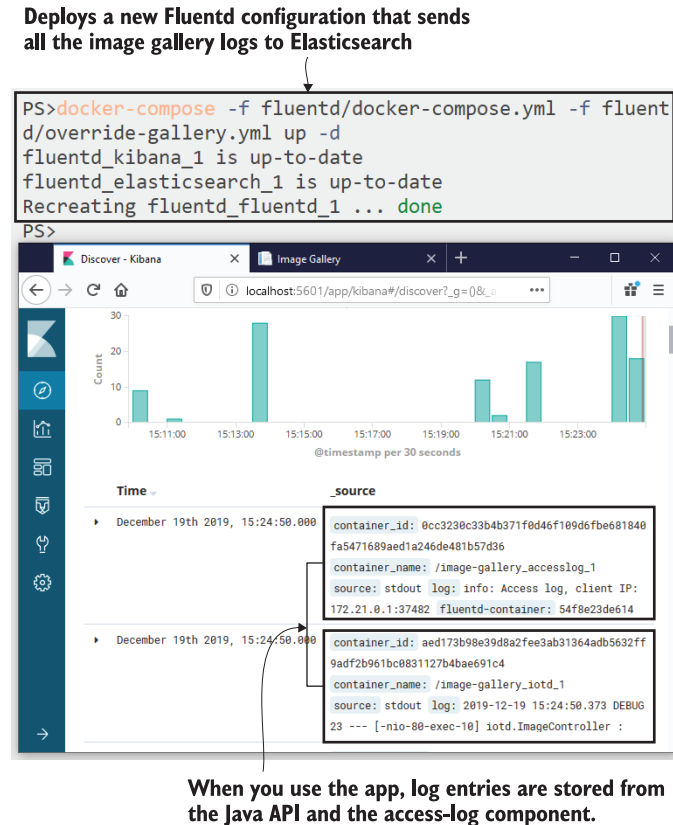 Deploys a new Fluentd configuration that sends
all the image gallery logs to Elasticsearch
PS>docker-compose -f fluentd/docker-compose.yml -f fluent
d/override-gallery.yml up -d
fluentd_kibana_1 is up-to-date
fluentd_elasticsearch_1 is up-to-date
Recreating fluentd_fluentd_1 ... done
PS>
Discover - Kibana
Image Gallery
localhost:5601/app/kibana#/discover?_g=()&_a
30
20
10
0
Count
15:11:00 15:13:00 15:15:00 15:17:00 15:19:00 15:21:00 15:23:00
@timestamp per 30 seconds
Time _source
December 19th 2019, 15:24:50.000
container_id: 0cc3230c33b4b371f0d46f109d6fbe681840
fa5471689aed1a246de481b57d36
container_name: /image-gallery_accesslog_1
source: stdout log: info: Access log, client IP:
172.21.0.1:37482 fluentd-container: 54f8e23de614
December 19th 2019, 15:24:50.000
container_id: aed173b98e39d8a2fee3ab31364adb5632ff
9adf2b961bc0831127b4bae691c4
container_name: /image-gallery_iotd_1
source: stdout log: 2019-12-19 15:24:50.373 DEBUG
23 --- [-nio-80-exec-10] iotd.ImageController :
When you use the app, log entries are stored from
the Java API and the access-log component.